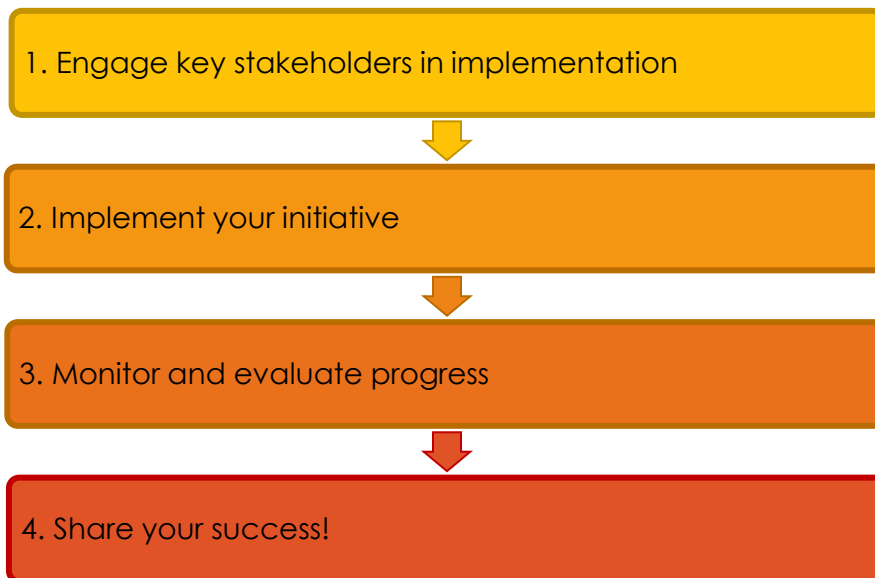 1. Engage key stakeholders in implementation
2. Implement your initiative
3. Monitor and evaluate progress
4. Share your success!